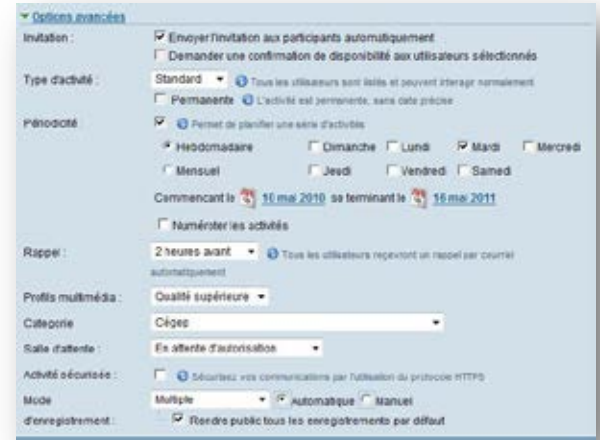 Options avancées
Invitation : Envoyer l'invitation aux participants automatiquement
Demander une confirmation de disponibilité aux utilisaeurs sélectionnés
Type d'activité : Standard Tous les utilisateurs sont listés et peuvent interagir normalement
Permanente L'activité est permanente, sans date précise
Périodicité Permet de planifier une série d'activités
Hebdomadaire Dimanche Lundi Mardi Mercredi
Mensuel Jeudi Vendredi Samedi
Commencant le 10 mai 2010 se terminant le 16 mai 2011
Numéroter les activités
Rappel : 2 heures avant Tous les utilisateurs reçevront un rappel par courriel
automatiquement
Profils multimédia : Qualité supérieure
Categorie Cégep
Salle d'attente : En attente d'autorisation
Activité sécurisée : Sécurisez vos communications par l'utilisation du protocole HTTPS
Mode Multiple Automatique Manuel
d'enregistrement : Rendre public tous les enregistrements par défaut